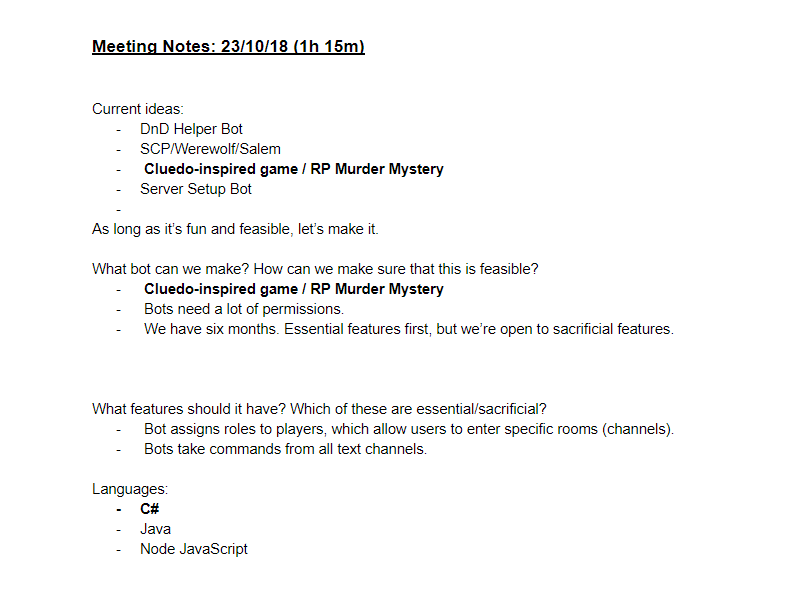 Meeting Notes: 23/10/18 (1h 15m)
Current ideas:
- DnD Helper Bot
- SCP/Werewolf/Salem
- Cluedo-inspired game / RP Murder Mystery
- Server Setup Bot
-
As long as it's fun and feasible, let's make it.
What bot can we make? How can we make sure that this is feasible?
- Cluedo-inspired game / RP Murder Mystery
- Bots need a lot of permissions.
- We have six months. Essential features first, but we're open to sacrificial features.
What features should it have? Which of these are essential/sacrificial?
- Bot assigns roles to players, which allow users to enter specific rooms (channels).
- Bots take commands from all text channels.
Languages:
- C#
- Java
- Node JavaScript